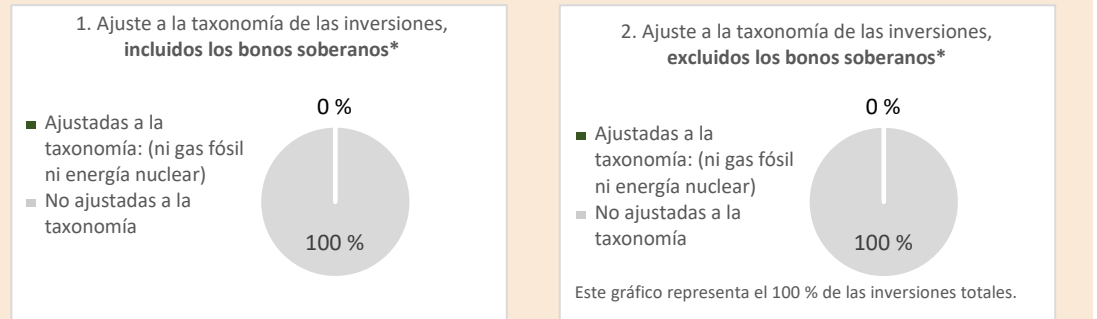 1. Ajuste a la taxonomía de las inversiones,
incluidos los bonos soberanos*
Ajustadas a la
taxonomía: (ni gas fósil
ni energía nuclear)
No ajustadas a la
taxonomía
0 %
100 %
2. Ajuste a la taxonomía de las inversiones,
excluidos los bonos soberanos*
Ajustadas a la
taxonomía: (ni gas fósil
ni energía nuclear)
No ajustadas a la
taxonomía
0 %
100 %
Este gráfico representa el 100 % de las inversiones totales.